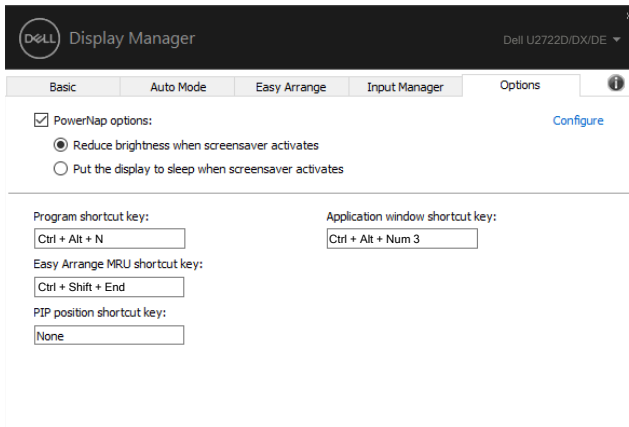 DELL Display Manager
Dell U2722D/DX/DE
Basic Auto Mode Easy Arrange Input Manager Options
PowerNap options:
Configure
Reduce brightness when screensaver activates
Put the display to sleep when screensaver activates
Program shortcut key:
Application window shortcut key:
Ctrl + Alt + N
Ctrl + Alt + Num 3
Easy Arrange MRU shortcut key:
Ctrl + Shift + End
PIP position shortcut key:
None